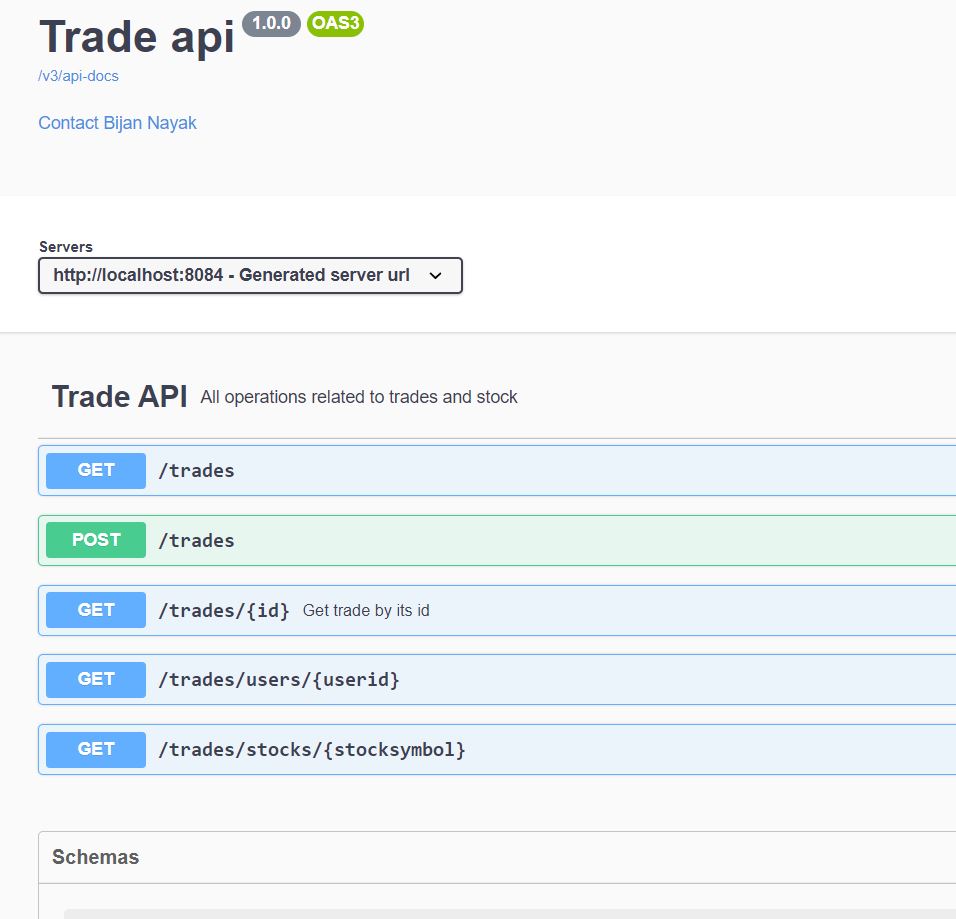 Trade api 1.0.0 OAS3
/v3/api-docs
Contact Bijan Nayak
Servers
http://localhost:8084 - Generated server url
Trade API All operations related to trades and stock
GET /trades
POST /trades
GET /trades/{id} Get trade by its id
GET /trades/users/{userid}
GET /trades/stocks/{stocksymbol}
Schemas